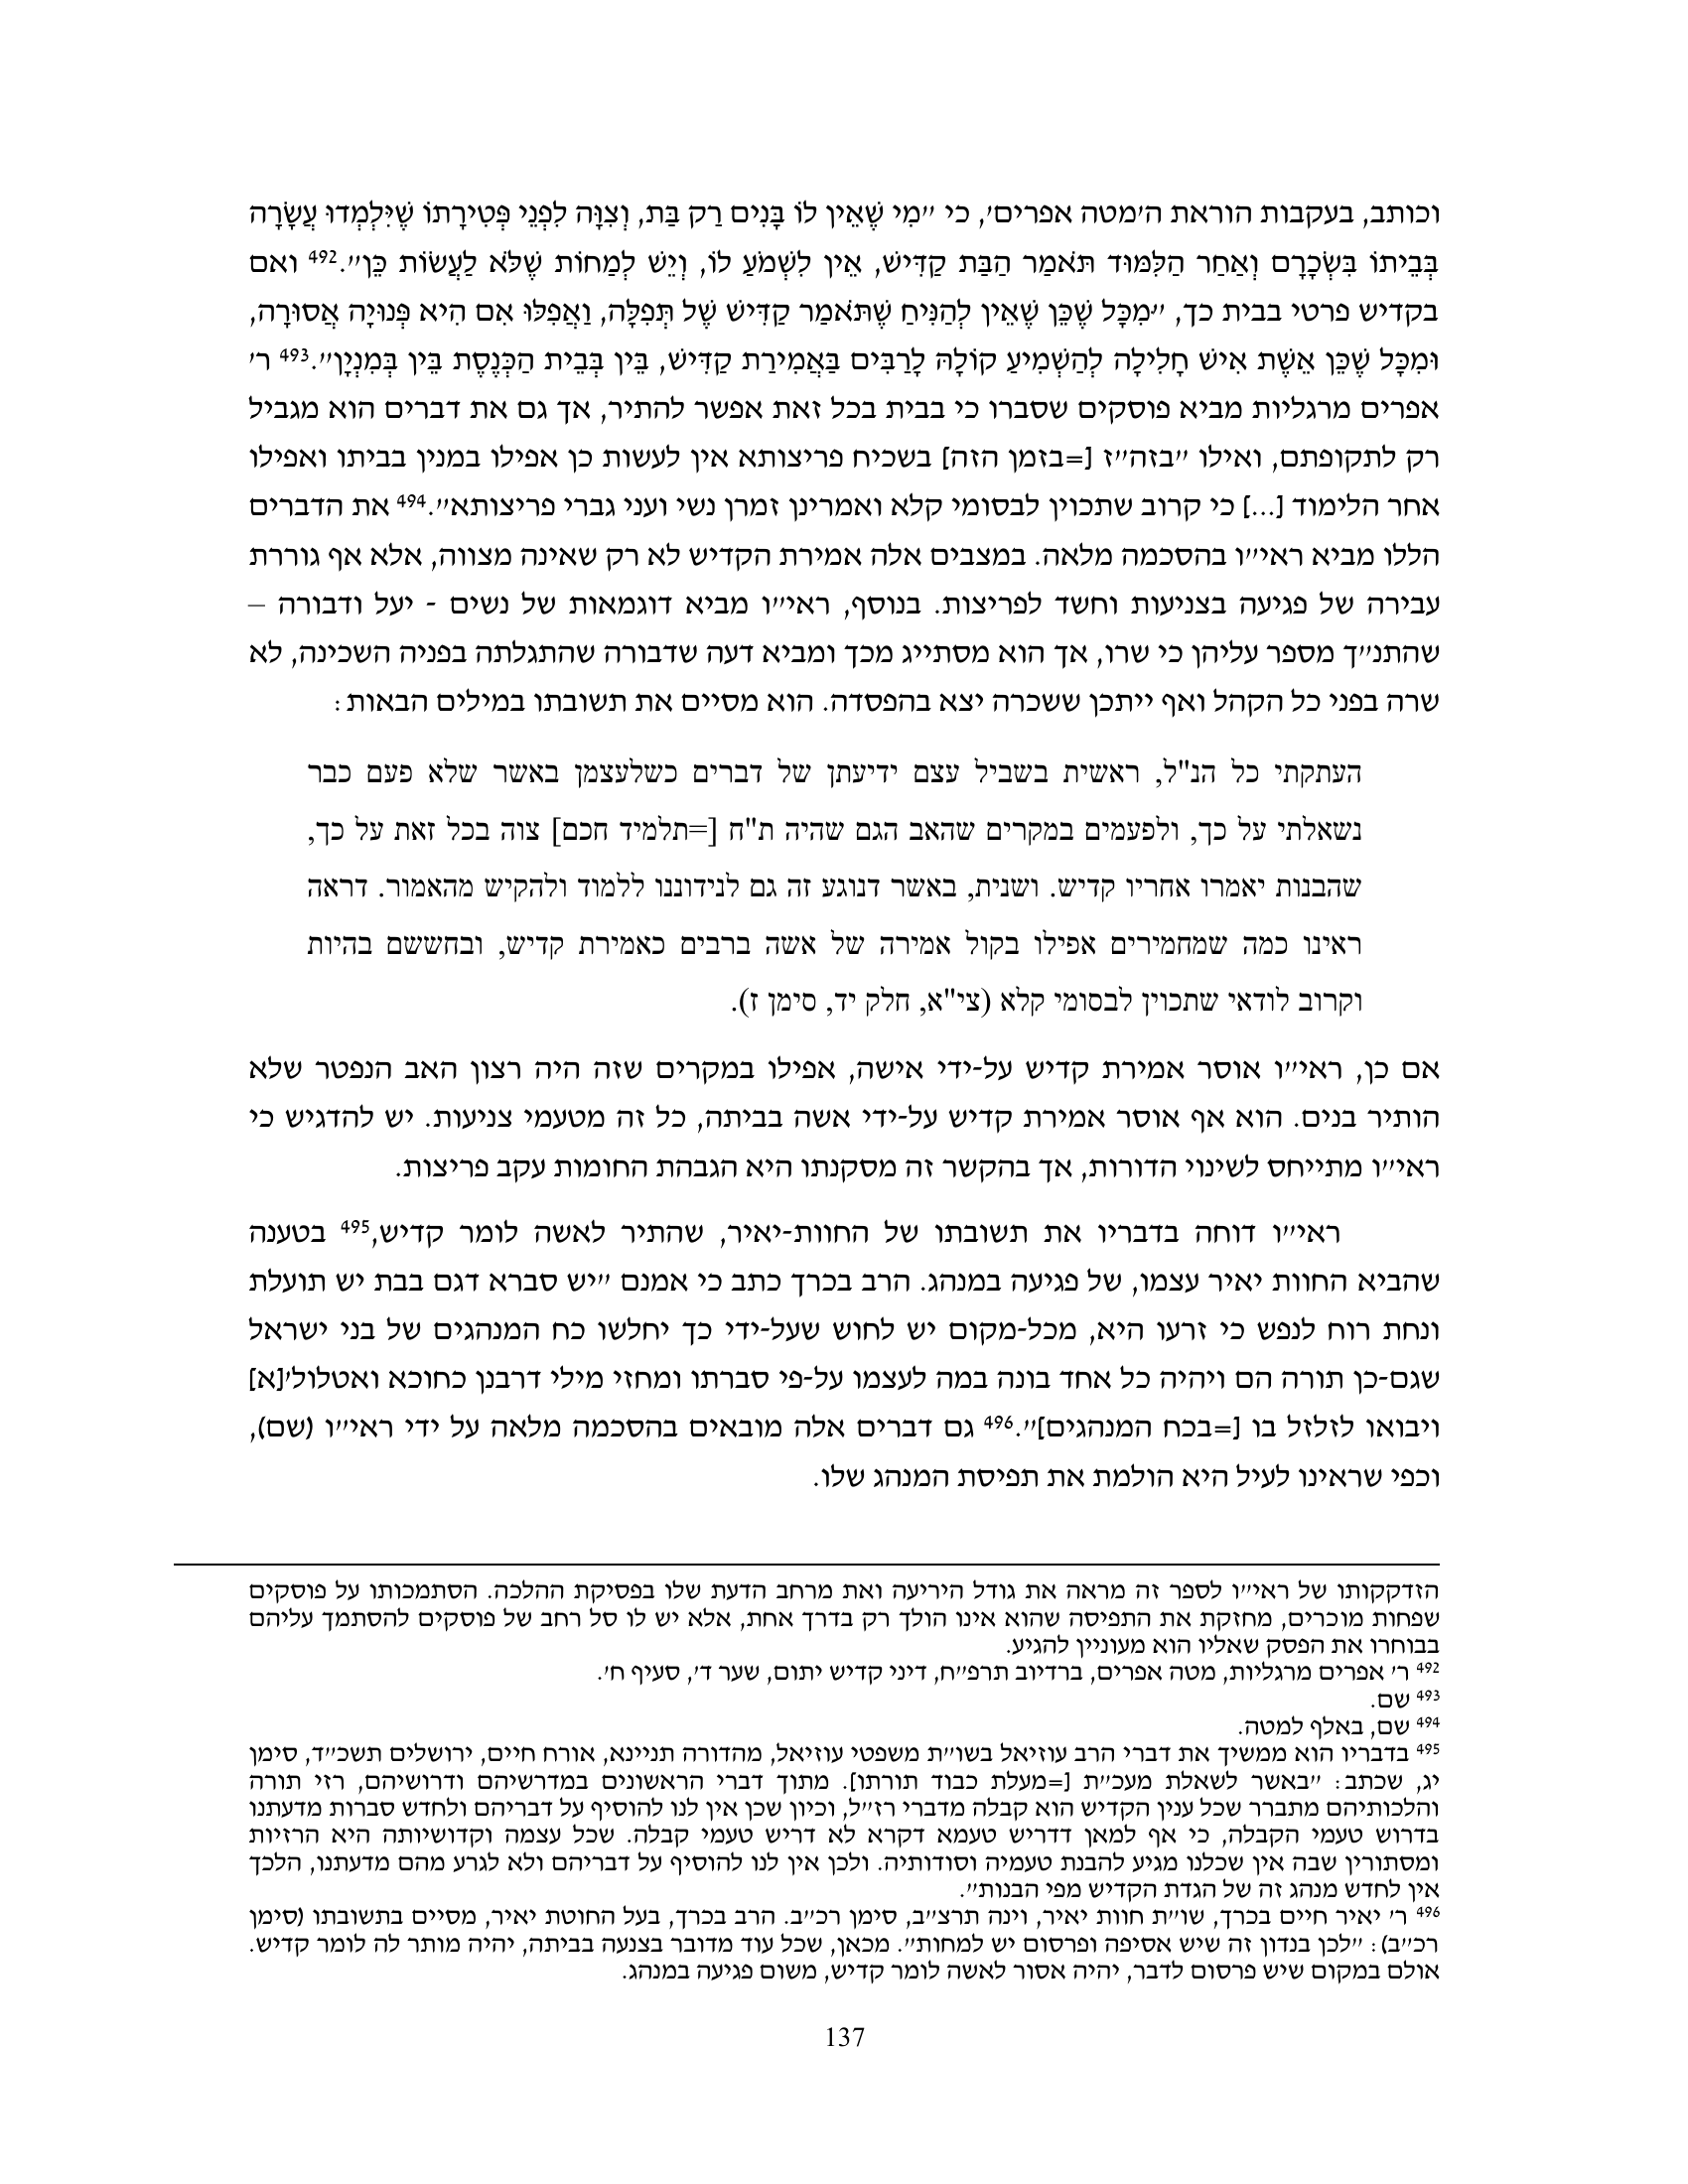 וכותב, בעקבות הוראת ה'מטה אפרים', כי "מִי שֶׁאֵין לוֹ בָּנִים רַק בַּת, וְצִוָּה לִפְנֵי פְּטִירָתוֹ שֶׁיִּלְמְדוּ עֲשָׂרָה
בְּבֵיתוֹ בִּשְׂכָרָם וְאַחַר הַלִּמּוּד תֹּאמַר הַבַּת קַדִּישׁ, אֵין לִשְׁמֹעַ לוֹ, וְיֵשׁ לְמַחוֹת שֶׁלֹּא לַעֲשׂוֹת כֵּן".492 ואם
בקדיש פרטי בבית כך, "מִכָּל שֶׁכֵּן שֶׁאֵין לְהַנִּיחַ שֶׁתֹּאמַר קַדִּישׁ שֶׁל תְּפִלָּה, וַאֲפִלּוּ אִם הִיא פְּנוּיָה אֲסוּרָה,
וּמִכָּל שֶׁכֵּן אֵשֶׁת אִישׁ חָלִילָה לְהַשְׁמִיעַ קוֹלָהּ לָרַבִּים בַּאֲמִירַת קַדִּישׁ, בֵּין בְּבֵית הַכְּנֶסֶת בֵּין בְּמִנְיָן".493 ר'
אפרים מרגליות מביא פוסקים שסברו כי בבית בכל זאת אפשר להתיר, אך גם את דברים הוא מגביל
רק לתקופתם, ואילו "בזה"ז [=בזמן הזה] בשכיח פריצותא אין לעשות כן אפילו במנין בביתו ואפילו
אחר הלימוד [...] כי קרוב שתכוין לבסומי קלא ואמרינן זמרן נשי ועני גברי פריצותא".494 את הדברים
הללו מביא ראי"ו בהסכמה מלאה. במצבים אלה אמירת הקדיש לא רק שאינה מצווה, אלא אף גוררת
עבירה של פגיעה בצניעות וחשד לפריצות. בנוסף, ראי"ו מביא דוגמאות של נשים - יעל ודבורה –
שהתנ"ך מספר עליהן כי שרו, אך הוא מסתייג מכך ומביא דעה שדבורה שהתגלתה בפניה השכינה, לא
שרה בפני כל הקהל ואף ייתכן ששכרה יצא בהפסדה. הוא מסיים את תשובתו במילים הבאות:
העתקתי כל הנ"ל, ראשית בשביל עצם ידיעתן של דברים כשלעצמן באשר שלא פעם כבר
נשאלתי על כך, ולפעמים במקרים שהאב הגם שהיה ת"ח [=תלמיד חכם] צוה בכל זאת על כך,
שהבנות יאמרו אחריו קדיש. ושנית, באשר דנוגע זה גם לנידוננו ללמוד ולהקיש מהאמור. דראה
ראינו כמה שמחמירים אפילו בקול אמירה של אשה ברבים כאמירת קדיש, ובחששם בהיות
וקרוב לודאי שתכוין לבסומי קלא (צי"א, חלק יד, סימן ז).
אם כן, ראי"ו אוסר אמירת קדיש על-ידי אישה, אפילו במקרים שזה היה רצון האב הנפטר שלא
הותיר בנים. הוא אף אוסר אמירת קדיש על-ידי אשה בביתה, כל זה מטעמי צניעות. יש להדגיש כי
ראי"ו מתייחס לשינוי הדורות, אך בהקשר זה מסקנתו היא הגבהת החומות עקב פריצות.
ראי"ו דוחה בדבריו את תשובתו של החוות-יאיר, שהתיר לאשה לומר קדיש,495 בטענה
שהביא החוות יאיר עצמו, של פגיעה במנהג. הרב בכרך כתב כי אמנם "יש סברא דגם בבת יש תועלת
ונחת רוח לנפש כי זרעו היא, מכל-מקום יש לחוש שעל-ידי כך יחלשו כח המנהגים של בני ישראל
שגם-כן תורה הם ויהיה כל אחד בונה במה לעצמו על-פי סברתו ומחזי מילי דרבנן כחוכא ואטלול'[א]
ויבואו לזלזל בו [=בכח המנהגים]".496 גם דברים אלה מובאים בהסכמה מלאה על ידי ראי"ו (שם),
וכפי שראינו לעיל היא הולמת את תפיסת המנהג שלו.
הזדקקותו של ראי"ו לספר זה מראה את גודל היריעה ואת מרחב הדעת שלו בפסיקת ההלכה. הסתמכותו על פוסקים
שפחות מוכרים, מחזקת את התפיסה שהוא אינו הולך רק בדרך אחת, אלא יש לו סל רחב של פוסקים להסתמך עליהם
בבוחרו את הפסק שאליו הוא מעוניין להגיע.
492 ר' אפרים מרגליות, מטה אפרים, ברדיוב תרפ"ח, דיני קדיש יתום, שער ד', סעיף ח'.
493 שם.
494 שם, באלף למטה.
495 בדבריו הוא ממשיך את דברי הרב עוזיאל בשו"ת משפטי עוזיאל, מהדורה תניינא, אורח חיים, ירושלים תשכ"ד, סימן
יג, שכתב: "באשר לשאלת מעכ"ת [=מעלת כבוד תורתו]. מתוך דברי הראשונים במדרשיהם ודרושיהם, רזי תורה
והלכותיהם מתברר שכל ענין הקדיש הוא קבלה מדברי רז"ל, וכיון שכן אין לנו להוסיף על דבריהם ולחדש סברות מדעתנו
בדרוש טעמי הקבלה, כי אף למאן דדריש טעמא דקרא לא דריש טעמי קבלה. שכל עצמה וקדושיותה היא הרזיות
ומסתורין שבה אין שכלנו מגיע להבנת טעמיה וסודותיה. ולכן אין לנו להוסיף על דבריהם ולא לגרע מהם מדעתנו, הלכך
אין לחדש מנהג זה של הגדת הקדיש מפי הבנות".
496 ר' יאיר חיים בכרך, שו"ת חוות יאיר, וינה תרצ"ב, סימן רכ"ב. הרב בכרך, בעל החוטת יאיר, מסיים בתשובתו (סימן
רכ"ב): "לכן בנדון זה שיש אסיפה ופרסום יש למחות". מכאן, שכל עוד מדובר בצנעה בביתה, יהיה מותר לה לומר קדיש.
אולם במקום שיש פרסום לדבר, יהיה אסור לאשה לומר קדיש, משום פגיעה במנהג.
137